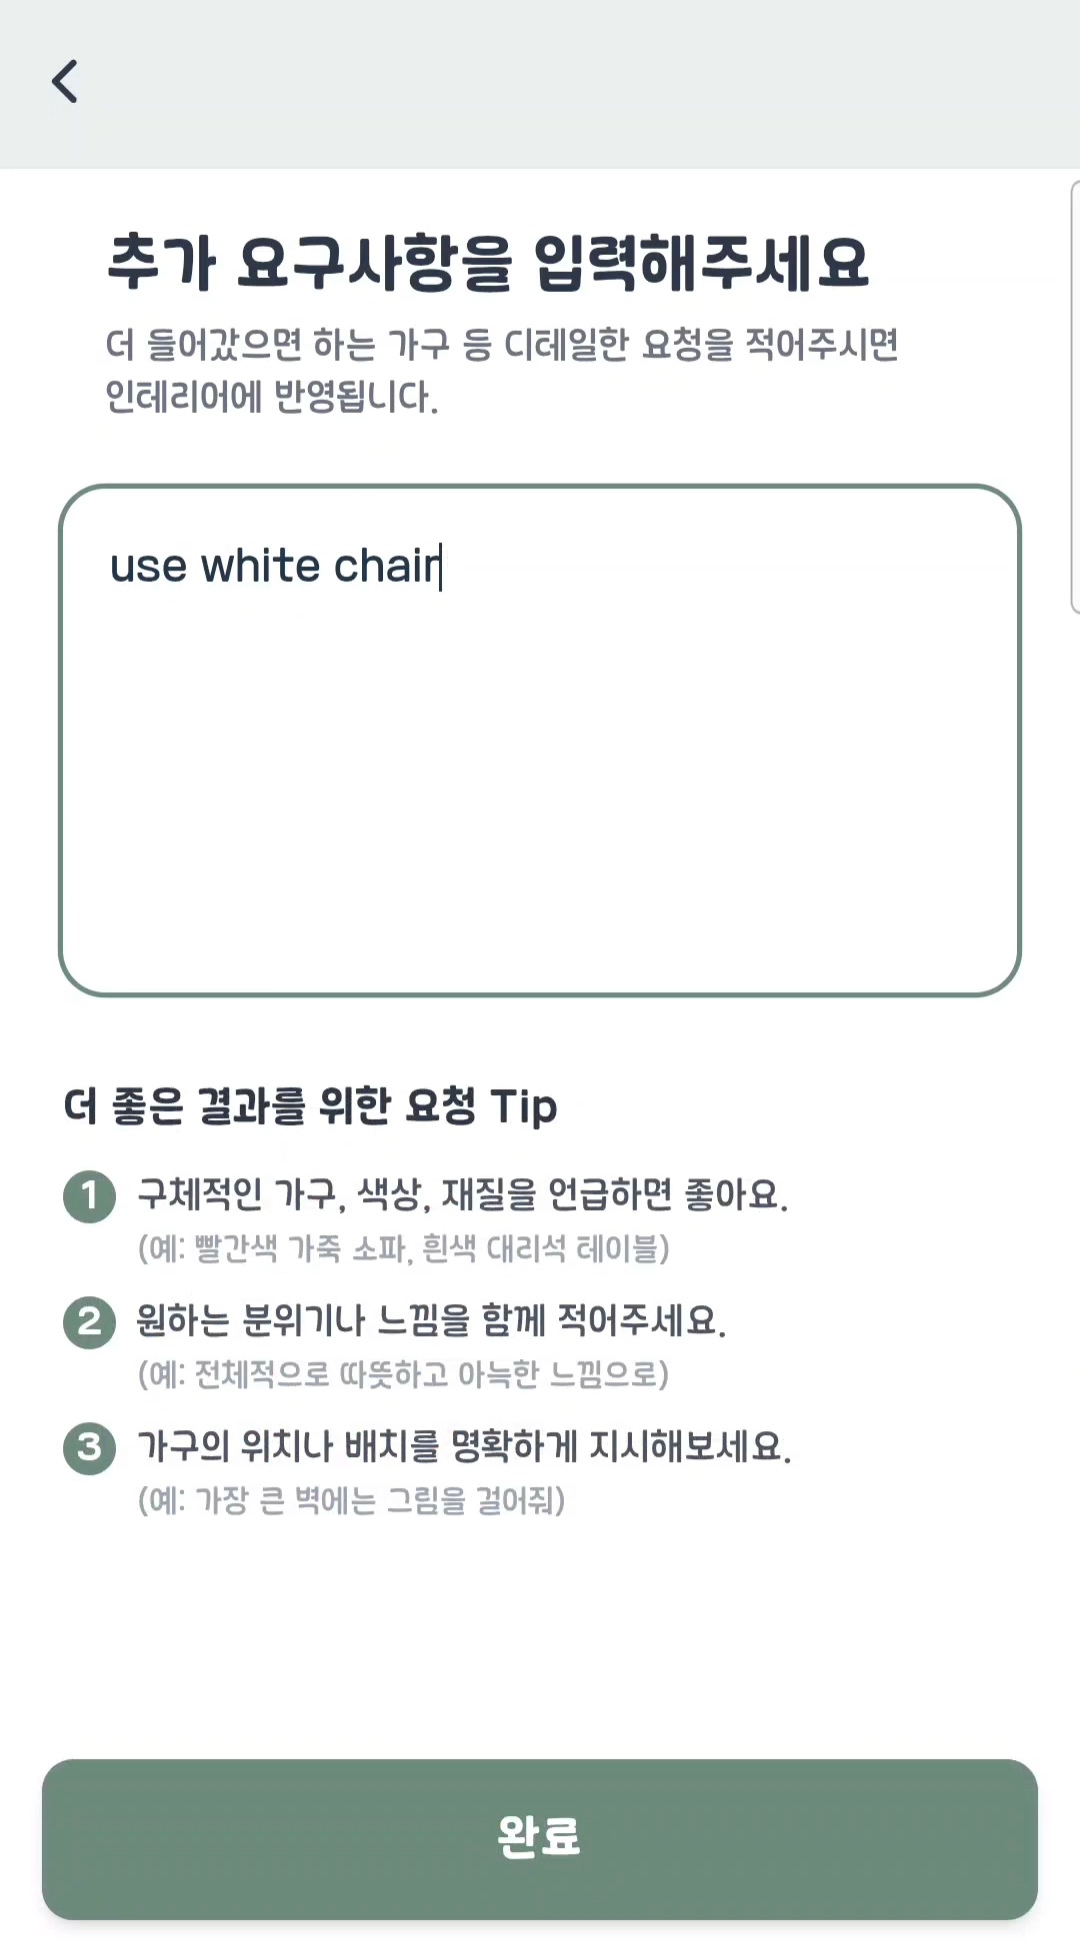 추가 요구사항을 입력해주세요
더 들어갔으면 하는 가구 등 디테일한 요청을 적어주시면
인테리어에 반영됩니다.
use white chair
더 좋은 결과를 위한 요청 Tip
1 구체적인 가구, 색상, 재질을 언급하면 좋아요.
(예: 빨간색 가죽 소파, 흰색 대리석 테이블)
2 원하는 분위기나 느낌을 함께 적어주세요.
(예: 전체적으로 따뜻하고 아늑한 느낌으로)
3 가구의 위치나 배치를 명확하게 지시해보세요.
(예: 가장 큰 벽에는 그림을 걸어줘)
완료